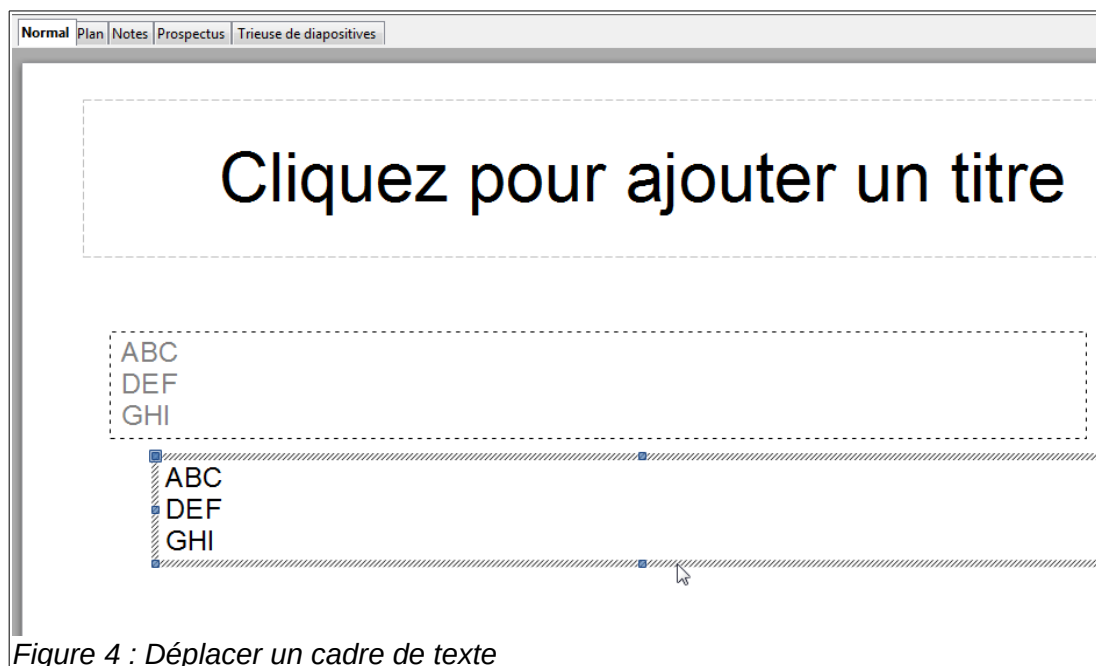 Normal Plan Notes Prospectus Trieuse de diapositives
Cliquez pour ajouter un titre
ABC
DEF
GHI
ABC
DEF
GHI
Figure 4 : Déplacer un cadre de texte